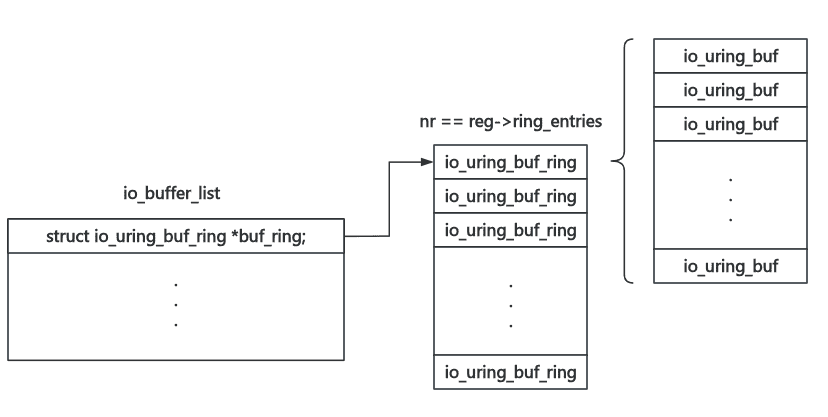 io_buffer_list
struct io_uring_buf_ring *buf_ring;
.
.
.
nr == reg->ring_entries
io_uring_buf_ring
io_uring_buf_ring
io_uring_buf_ring
.
.
.
io_uring_buf_ring
io_uring_buf
io_uring_buf
io_uring_buf
.
.
.
io_uring_buf